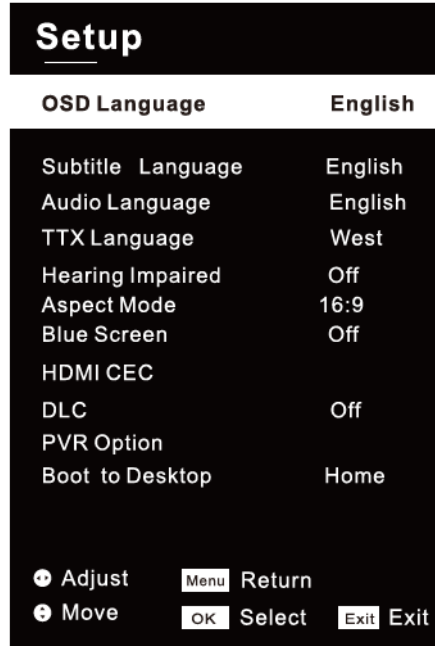 Setup
OSD Language English
Subtitle Language English
Audio Language English
TTX Language West
Hearing Impaired Off
Aspect Mode 16:9
Blue Screen Off
HDMI CEC
DLC Off
PVR Option
Boot to Desktop Home
Adjust Menu Return
Move OK Select Exit Exit